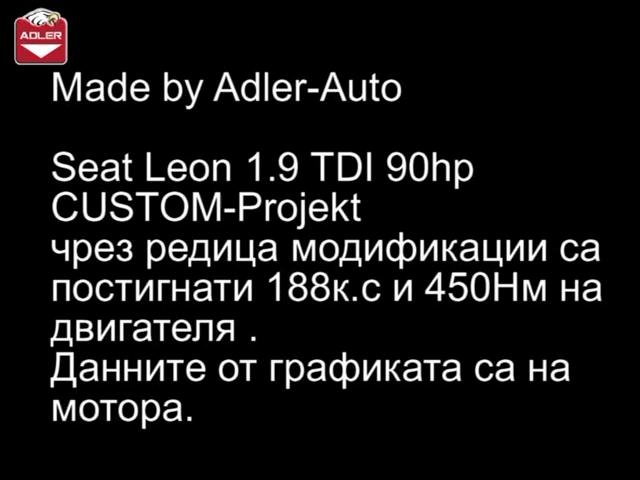 ADLER
Made by Adler-Auto
Seat Leon 1.9 TDI 90hp
CUSTOM-Projekt
чрез редица модификации са
постигнати 188к.с и 450Нм на
двигателя .
Данните от графиката са на
мотора.